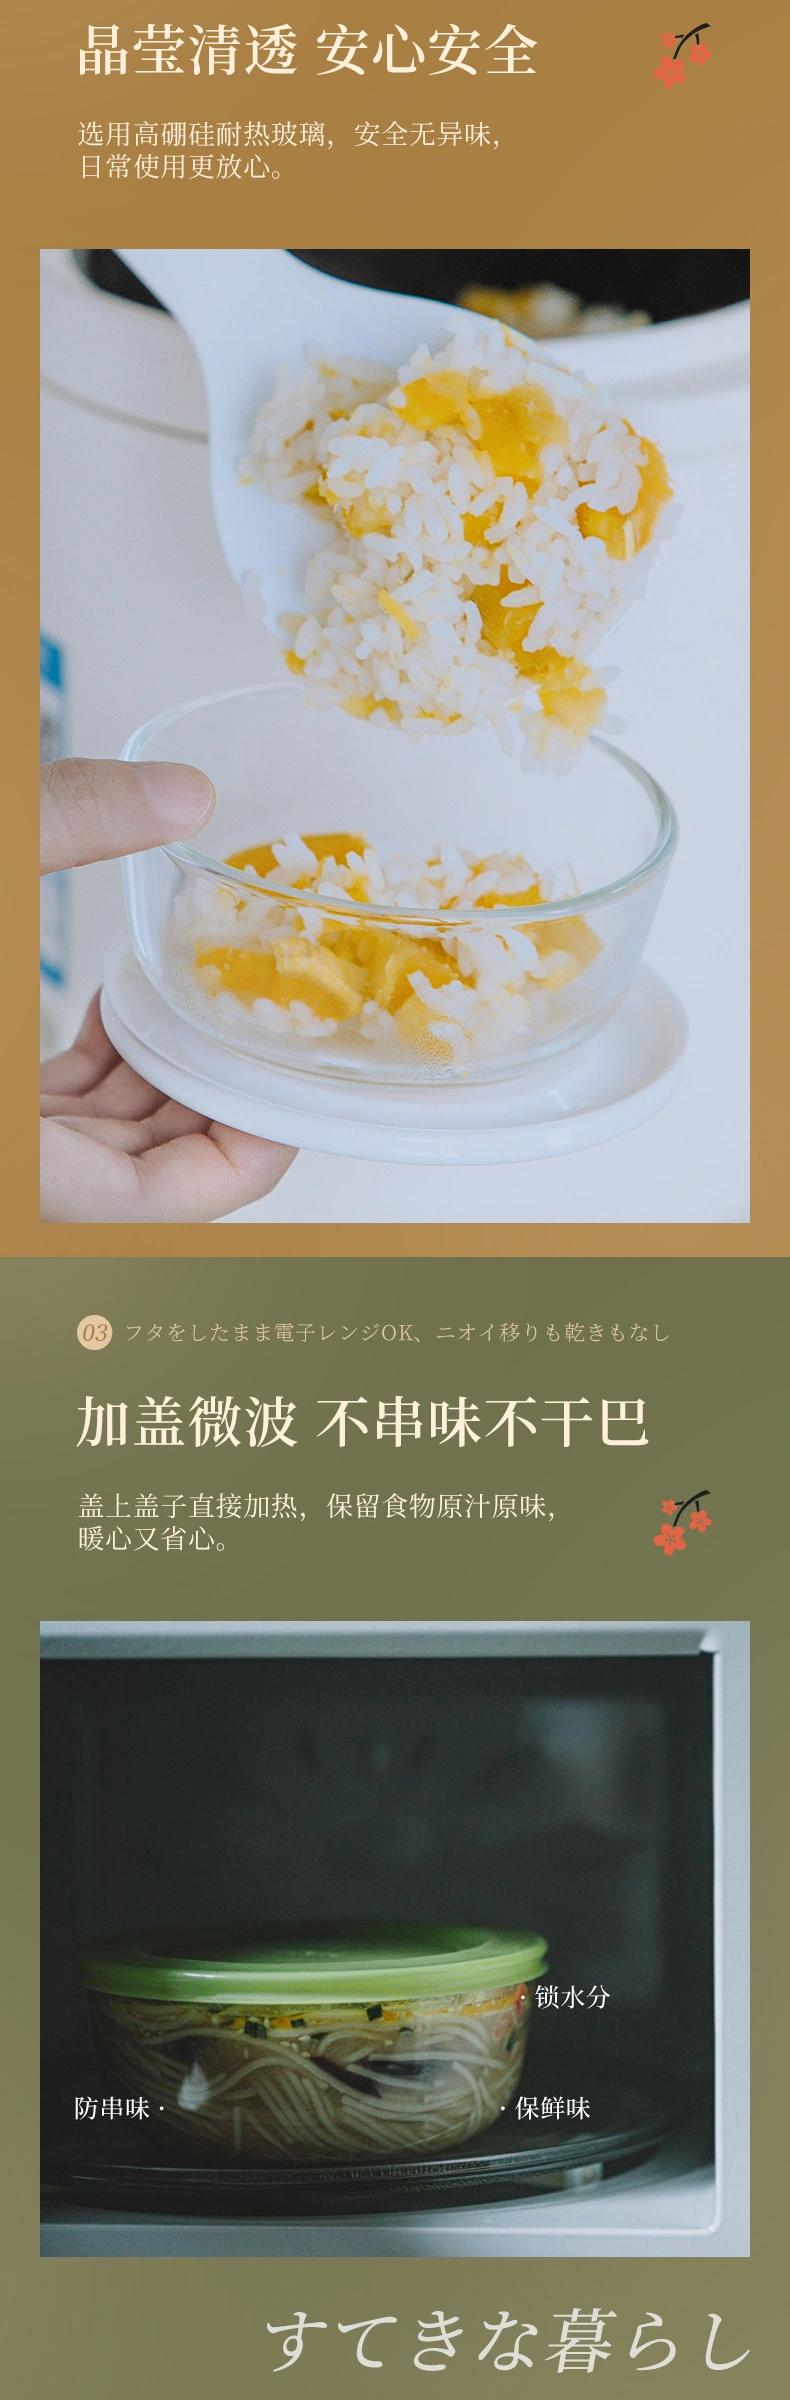 晶莹清透 安心安全
选用高硼硅耐热玻璃，安全无异味，
日常使用更放心。
03 フタをしたまま電子レンジOK、ニオイ移りも乾きもなし
加盖微波 不串味不干巴
盖上盖子直接加热，保留食物原汁原味，
暖心又省心。
· 锁水分
防串味 ·
· 保鲜味
すてきな暮らし